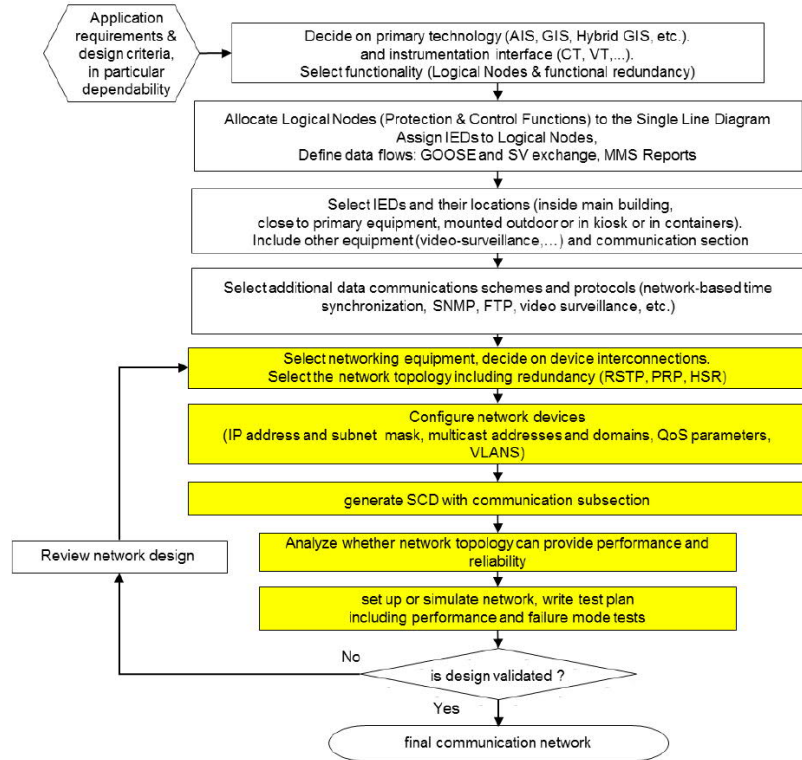 Application
requirements &
design criteria,
in particular
dependability
Decide on primary technology (AIS, GIS, Hybrid GIS, etc.).
and instrumentation interface (CT, VT,...).
Select functionality (Logical Nodes & functional redundancy)
Allocate Logical Nodes (Protection & Control Functions) to the Single Line Diagram
Assign IEDs to Logical Nodes,
Define data flows: GOOSE and SV exchange, MMS Reports
Select IEDs and their locations (inside main building,
close to primary equipment, mounted outdoor or in kiosk or in containers).
Include other equipment (video-surveillance,...) and communication section
Select additional data communications schemes and protocols (network-based time
synchronization, SNMP, FTP, video surveillance, etc.)
Select networking equipment, decide on device interconnections.
Select the network topology including redundancy (RSTP, PRP, HSR)
Configure network devices
(IP address and subnet mask, multicast addresses and domains, QoS parameters,
VLANS)
generate SCD with communication subsection
Analyze whether network topology can provide performance and
reliability
Review network design
set up or simulate network, write test plan
including performance and failure mode tests
No
is design validated ?
Yes
final communication network